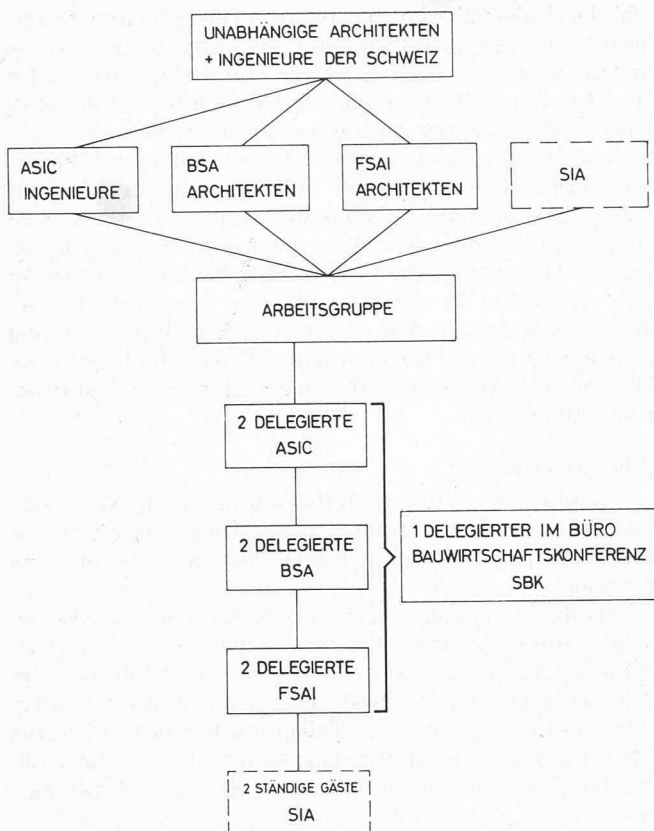 UNABHÄNGIGE ARCHITEKTEN
+ INGENIEURE DER SCHWEIZ
ASIC
INGENIEURE
BSA
ARCHITEKTEN
FSAI
ARCHITEKTEN
SIA
ARBEITSGRUPPE
2 DELEGIERTE
ASIC
2 DELEGIERTE
BSA
1 DELEGIERTER IM BÜRO
BAUWIRTSCHAFTSKONFERENZ
SBK
2 DELEGIERTE
FSAI
2 STÄNDIGE GÄSTE
SIA